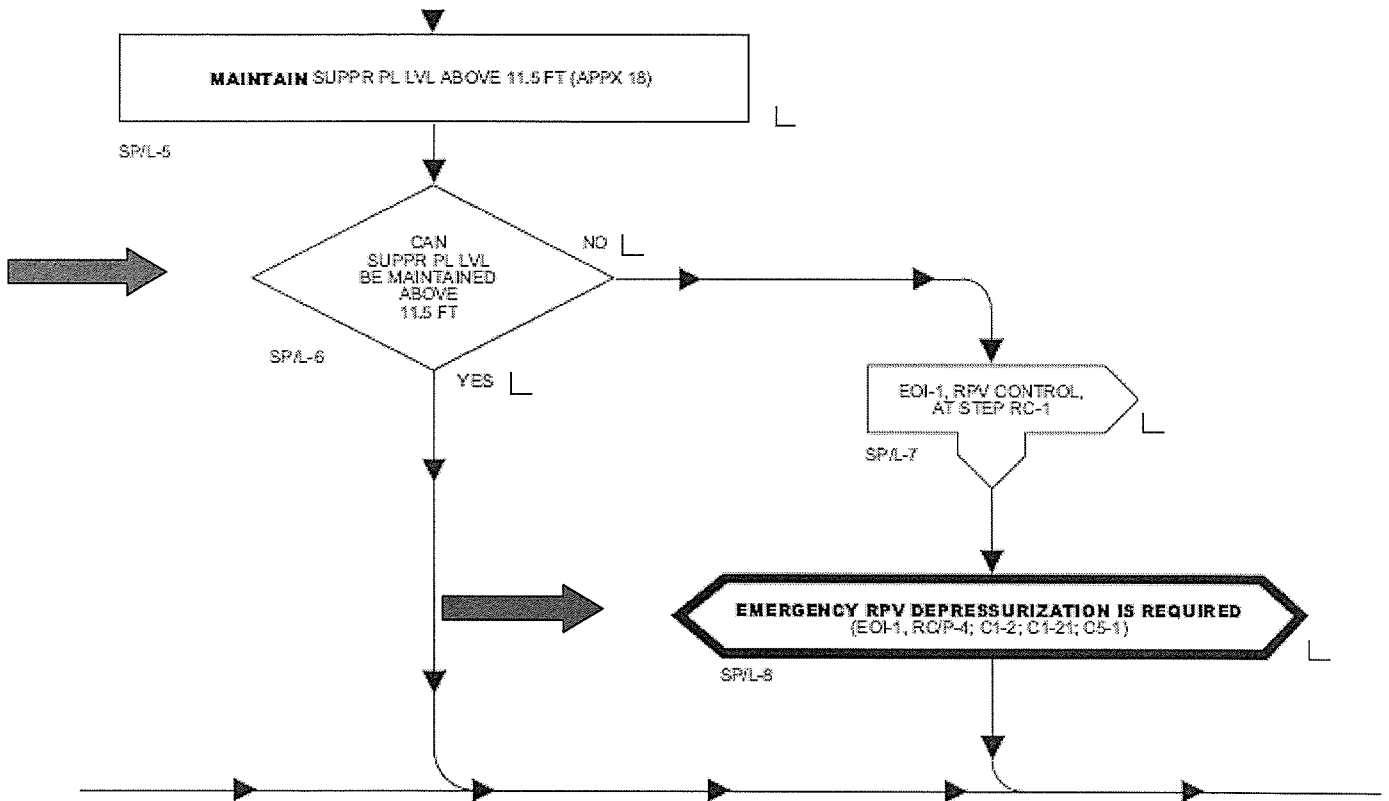 MAINTAIN SUPPR PL LVL ABOVE 11.5 FT (APPX 18)
SP/L-5
CAN
SUPPR PL LVL
BE MAINTAINED
ABOVE
11.5 FT
NO
SP/L-6
YES
EOI-1, RPV CONTROL,
AT STEP RC-1
SP/L-7
EMERGENCY RPV DEPRESSURIZATION IS REQUIRED
(EOI-1, RC/P-4; C1-2; C1-21; C5-1)
SP/L-8